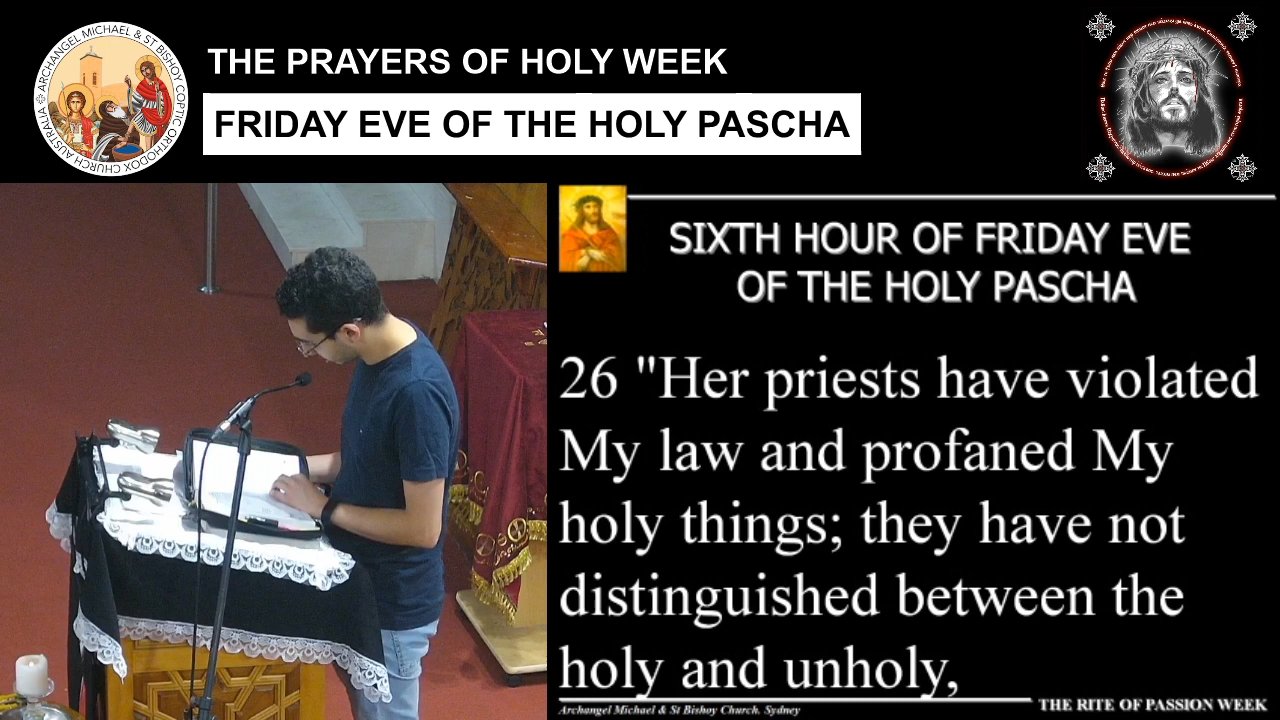 ARCHANGEL MICHAEL & ST BISHOY COPTIC ORTHODOX CHURCH AUSTRALIA
THE PRAYERS OF HOLY WEEK
FRIDAY EVE OF THE HOLY PASCHA
SIXTH HOUR OF FRIDAY EVE
OF THE HOLY PASCHA
26 "Her priests have violated
My law and profaned My
holy things; they have not
distinguished between the
holy and unholy,
Archangel Michael & St Bishoy Church, Sydney
THE RITE OF PASSION WEEK